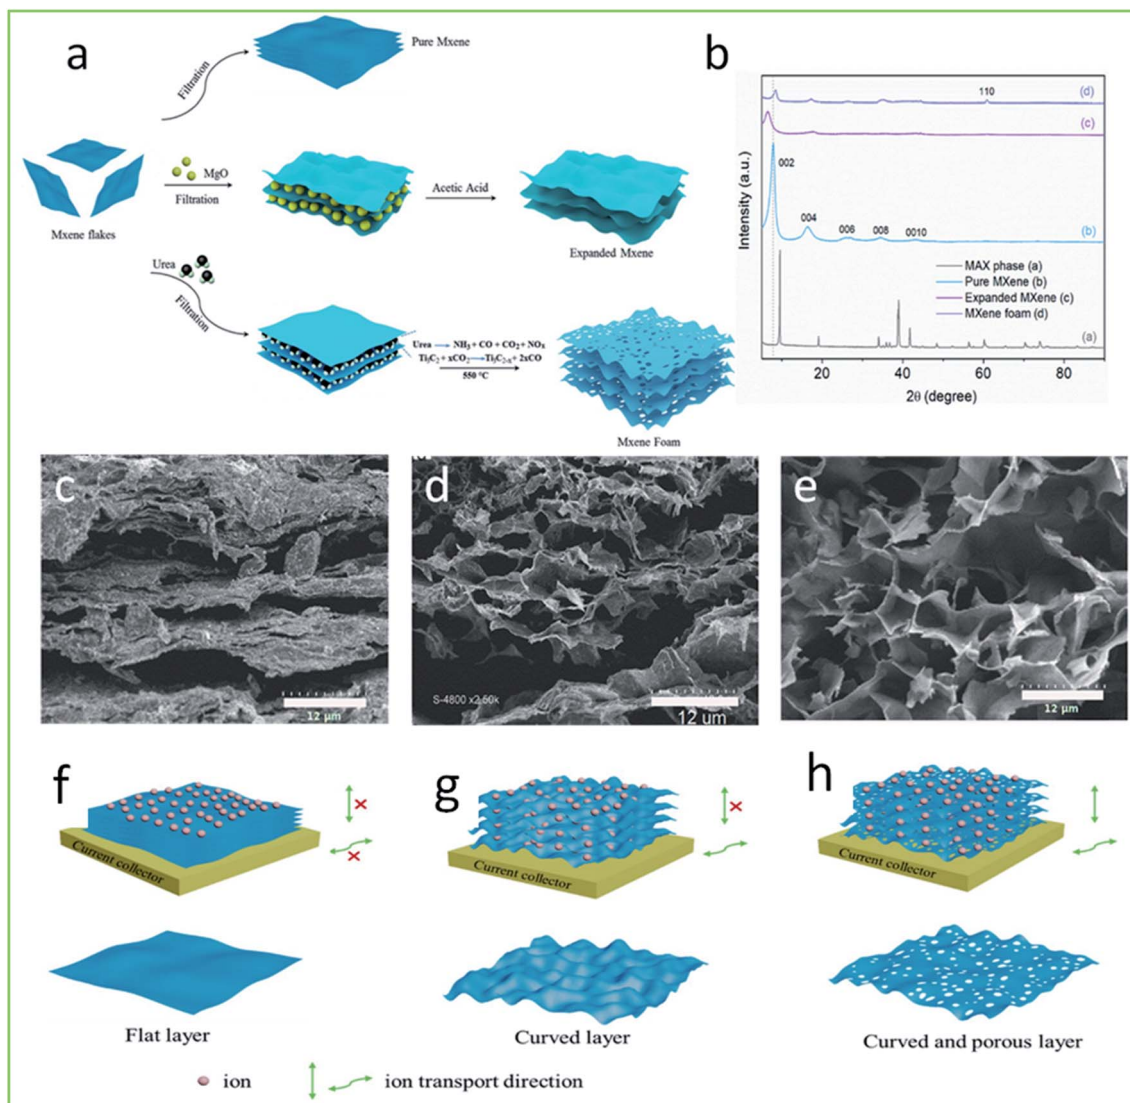 a
Filtration
Pure Mxene
Mxene flakes
MgO
Filtration
Acetic Acid
Expanded Mxene
Urea
Filtration
Urea → NH3 + CO + CO2 + NOx
Ti3C2 + xCO2 → Ti3C2-x + 2xCO
550 °C
Mxene Foam
b
Intensity (a.u.)
110
(d)
(c)
002
004
006
008
0010
(b)
MAX phase (a)
Pure MXene (b)
Expanded MXene (c)
MXene foam (d)
(a)
20 40 60 80
2θ (degree)
c
12 µm
d
S-4800 x2.50k
12 um
e
12 µm
f
Current collector
Flat layer
g
Current collector
Curved layer
h
Current collector
Curved and porous layer
ion
ion transport direction